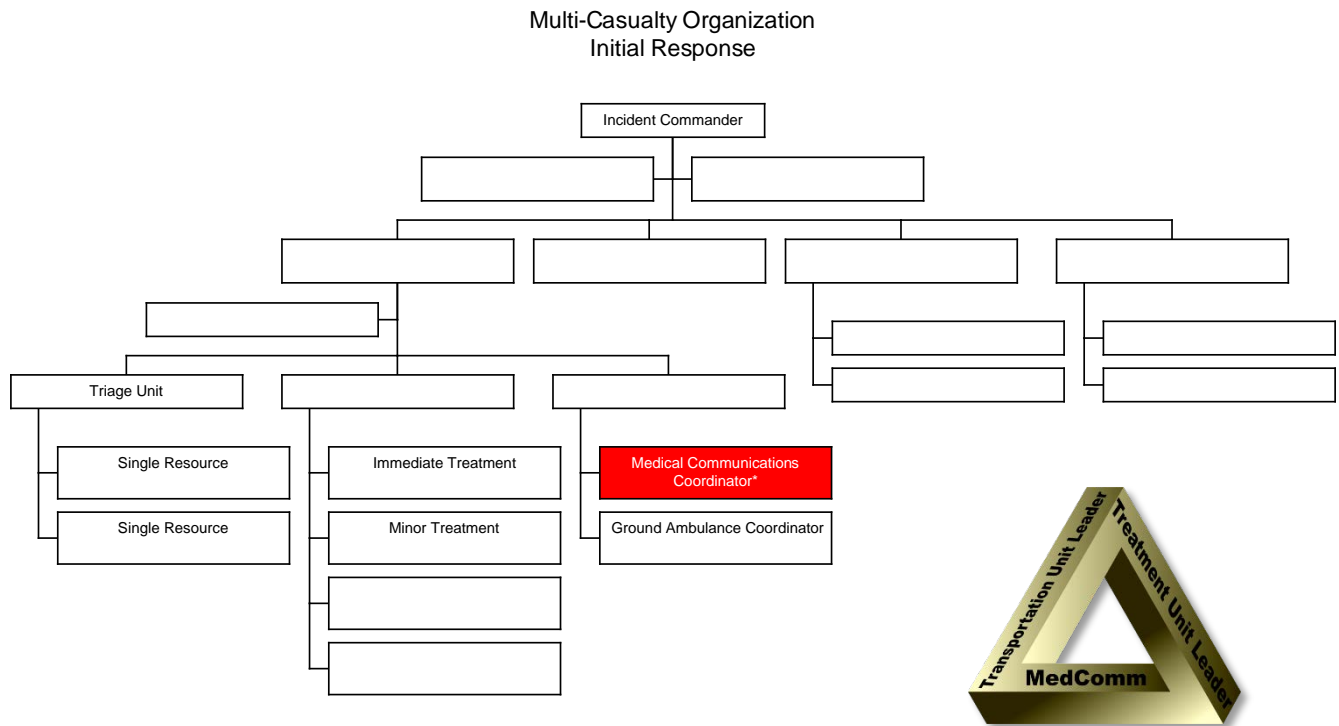 Multi-Casualty Organization
Initial Response
Incident Commander
Triage Unit
Single Resource
Immediate Treatment
Medical Communications
Coordinator*
Single Resource
Minor Treatment
Ground Ambulance Coordinator
Transportation Unit Leader
Treatment Unit Leader
MedComm